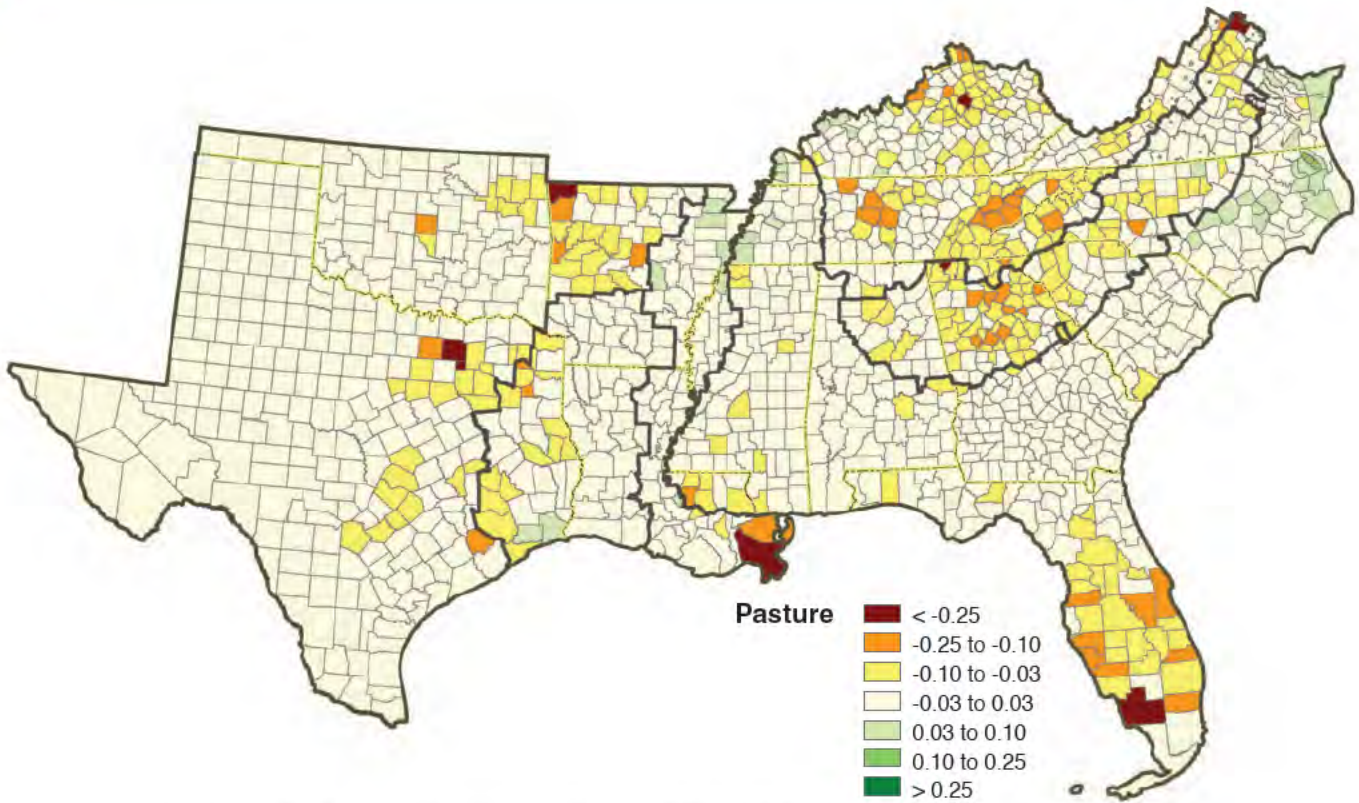 Pasture
< -0.25
-0.25 to -0.10
-0.10 to -0.03
-0.03 to 0.03
0.03 to 0.10
0.10 to 0.25
> 0.25